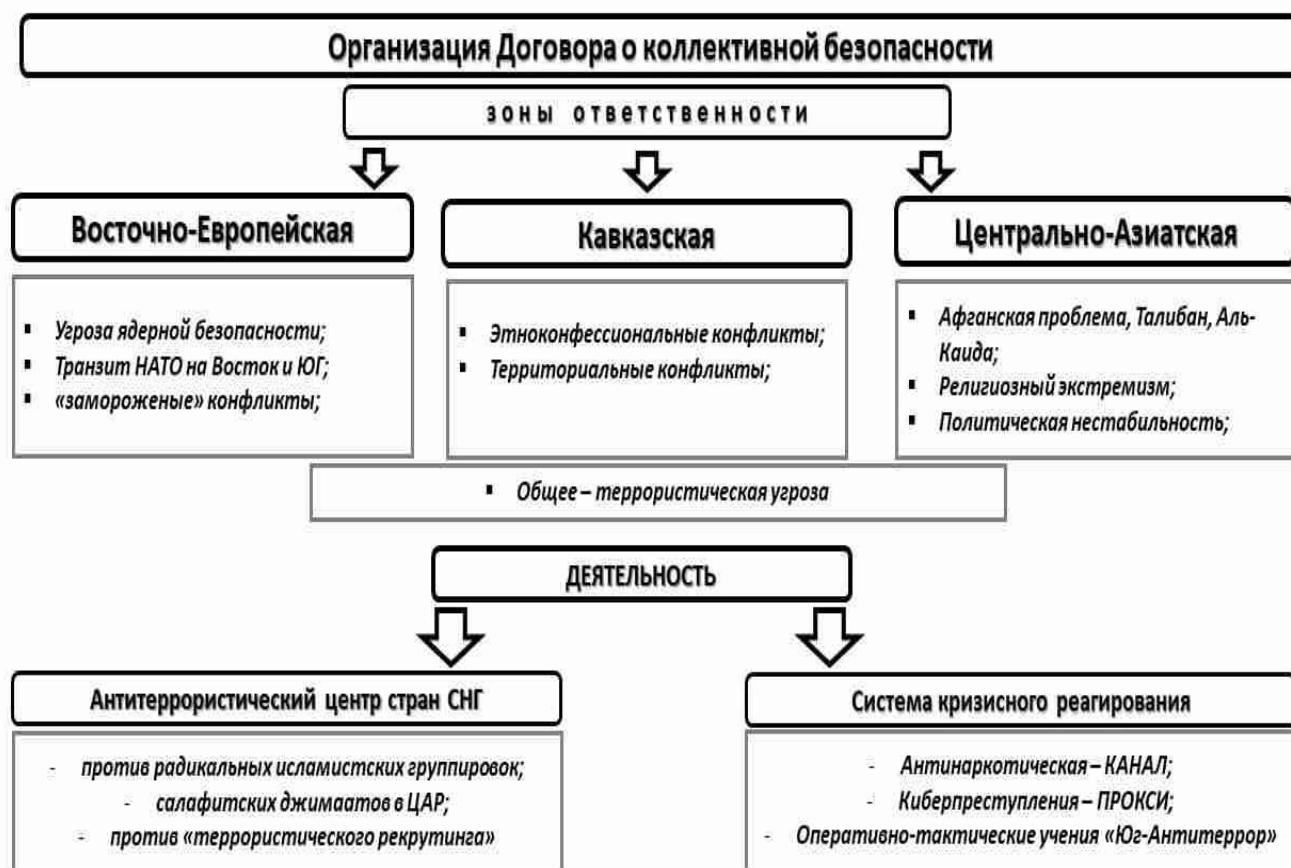 Организация Договора о коллективной безопасности
зоны ответственности
Восточно-Европейская
▪ Угроза ядерной безопасности;
▪ Транзит НАТО на Восток и ЮГ;
▪ «замороженые» конфликты;
Кавказская
▪ Этноконфессиональные конфликты;
▪ Территориальные конфликты;
Центрально-Азиатская
▪ Афганская проблема, Талибан, Аль-
Каида;
▪ Религиозный экстремизм;
▪ Политическая нестабильность;
▪ Общее – террористическая угроза
ДЕЯТЕЛЬНОСТЬ
Антитеррористический центр стран СНГ
- против радикальных исламистских группировок;
- салафитских джимаатов в ЦАР;
- против «террористического рекрутинга»
Система кризисного реагирования
- Антинаркотическая – КАНАЛ;
- Киберпреступления – ПРОКСИ;
- Оперативно-тактические учения «Юг-Антитеррор»